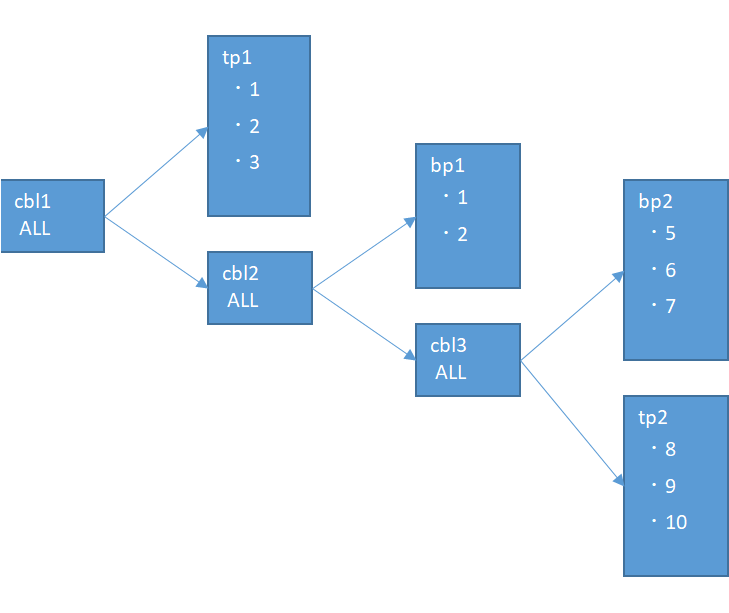 tp1
・1
・2
・3
cbl1
ALL
cbl2
ALL
bp1
・1
・2
cbl3
ALL
bp2
・5
・6
・7
tp2
・8
・9
・10